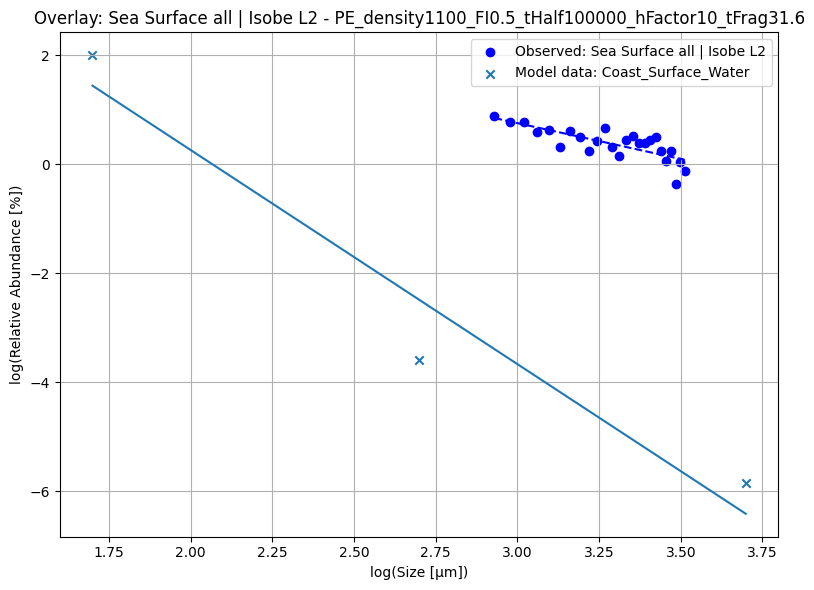 Overlay: Sea Surface all | Isobe L2 - PE_density1100_FI0.5_tHalf100000_hFactor10_tFrag31.6
Observed: Sea Surface all | Isobe L2
Model data: Coast_Surface_Water
log(Relative Abundance [%])
2
0
−2
−4
−6
1.75
2.00
2.25
2.50
2.75
3.00
3.25
3.50
3.75
log(Size [μm])